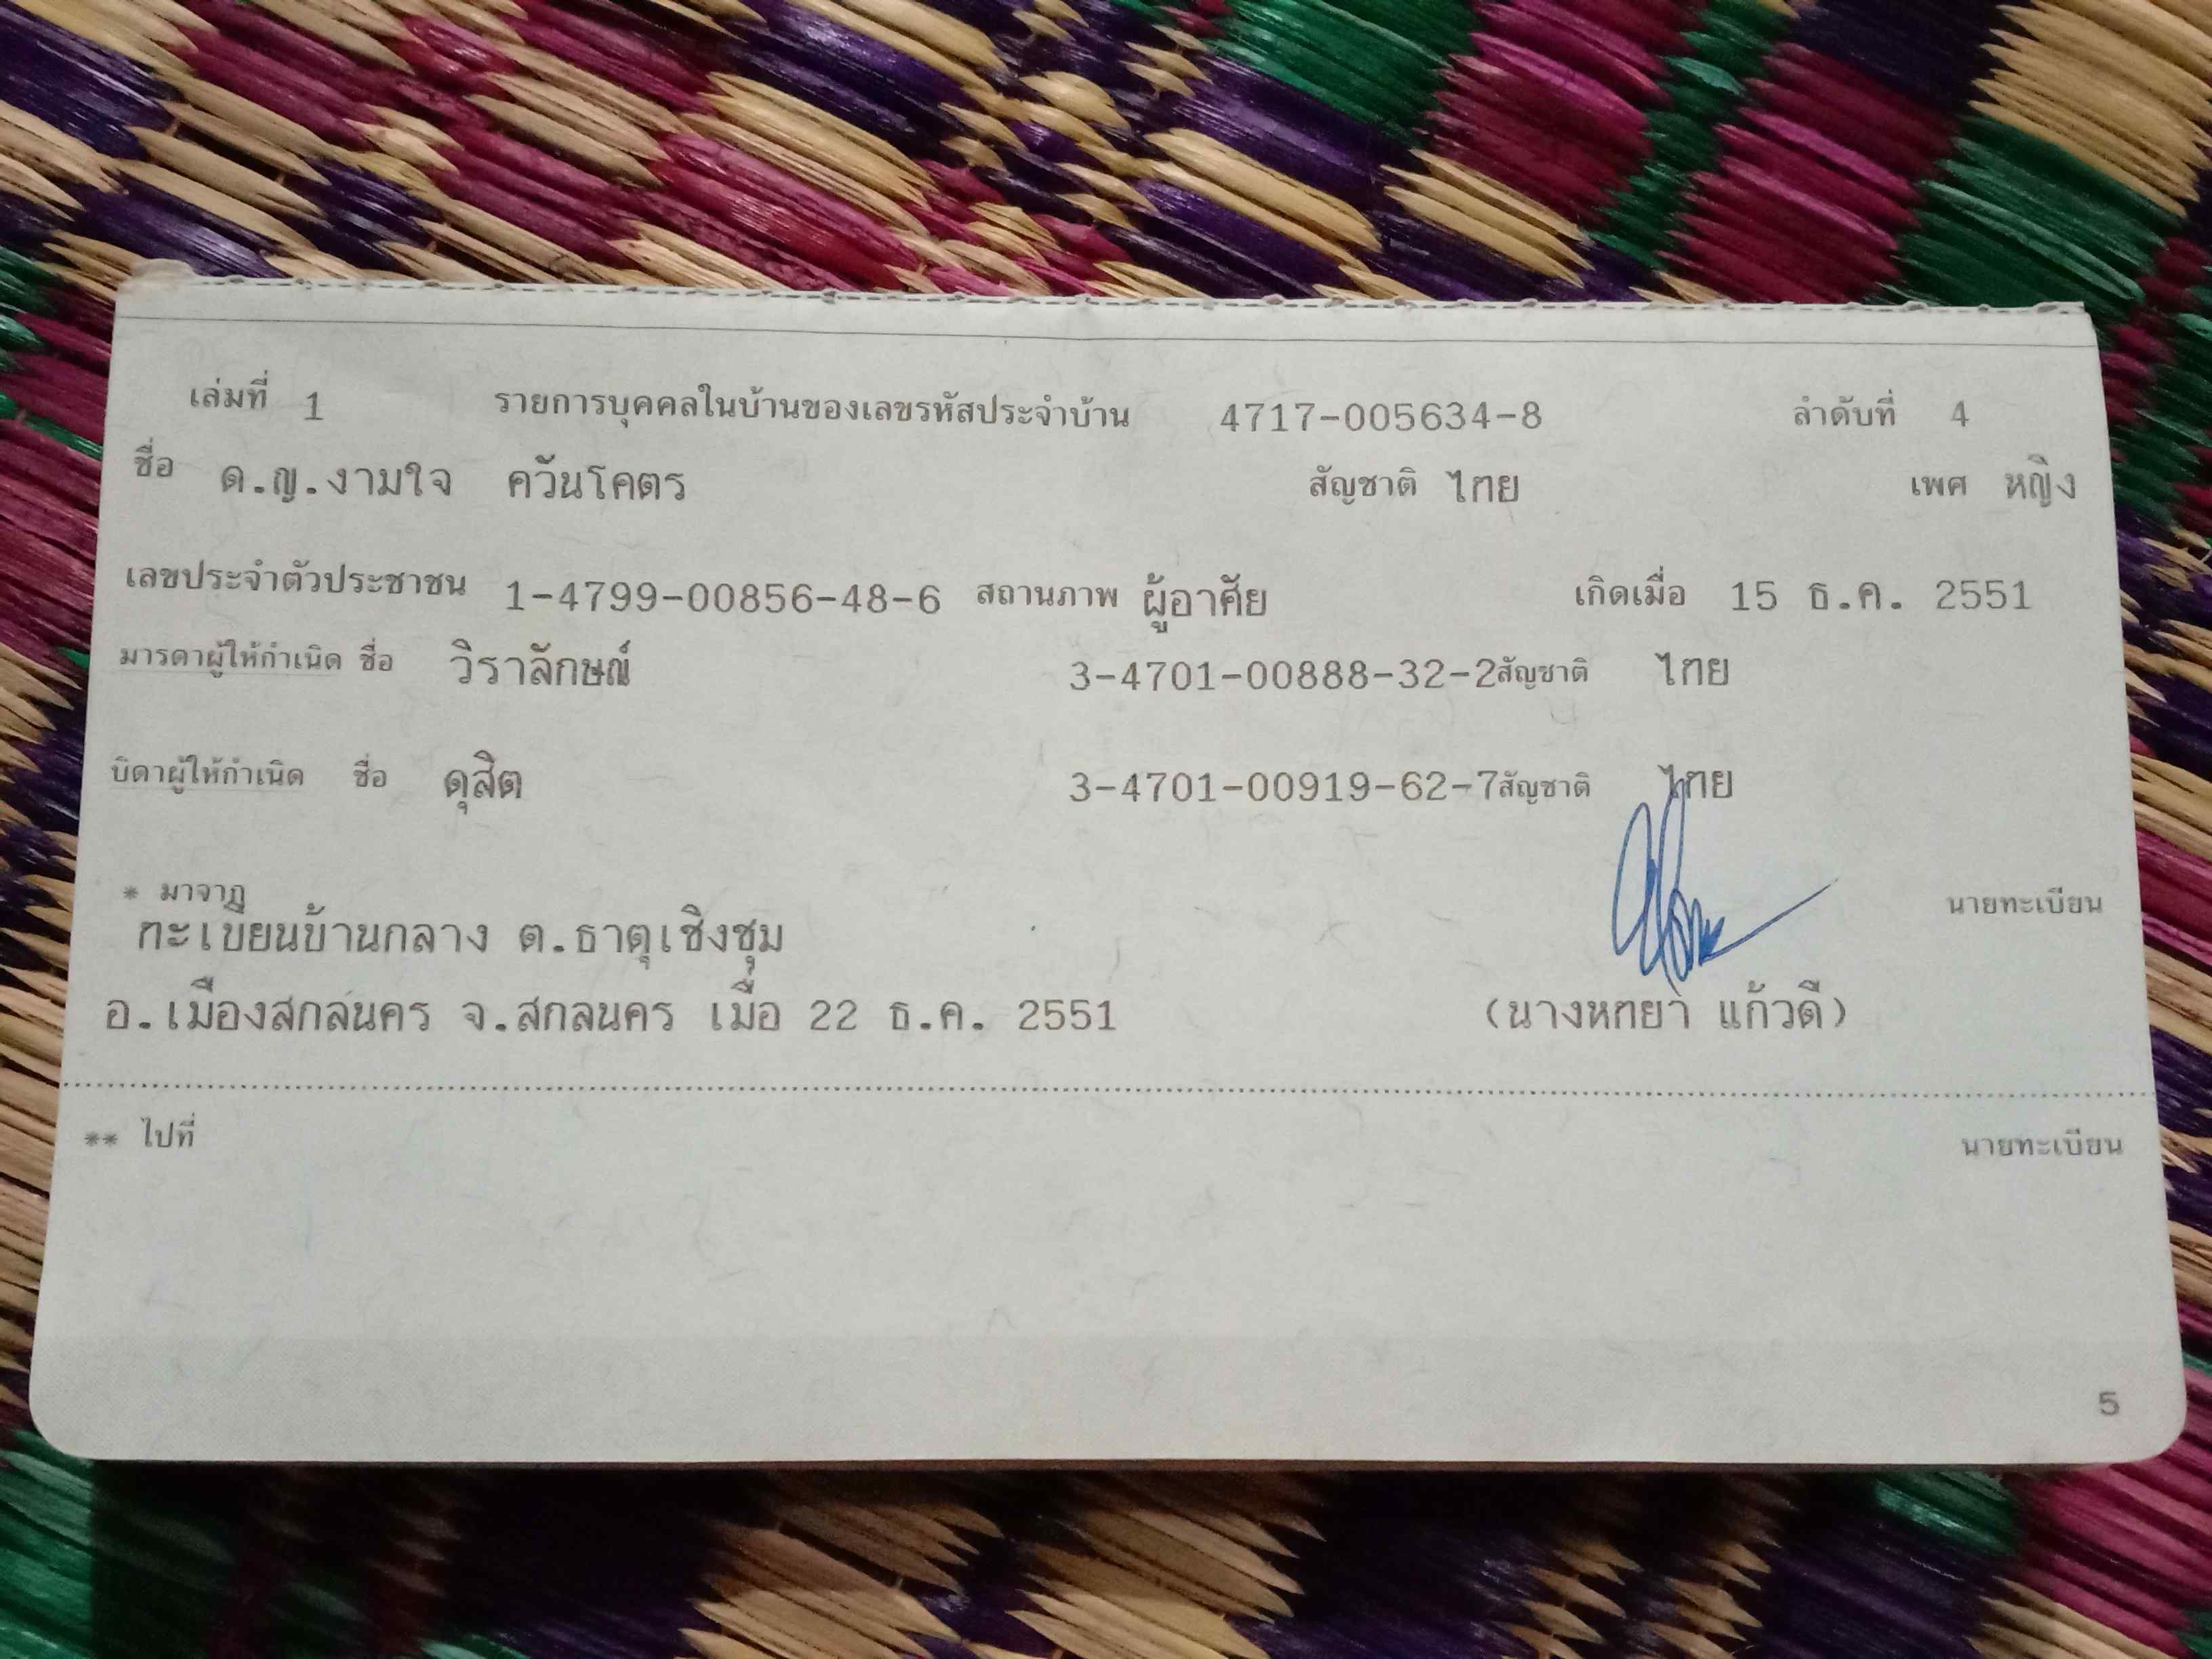 เล่มที่ 1 รายการบุคคลในบ้านของเลขรหัสประจำบ้าน 4717-005634-8 ลำดับที่ 4
ชื่อ ด.ญ.งามใจ ควันโคตร สัญชาติ ไทย เพศ หญิง
เลขประจำตัวประชาชน 1-4799-00856-48-6 สถานภาพ ผู้อาศัย เกิดเมื่อ 15 ธ.ค. 2551
มารดาผู้ให้กำเนิด ชื่อ วิราลักษณ์ 3-4701-00888-32-2 สัญชาติ ไทย
บิดาผู้ให้กำเนิด ชื่อ ดุสิต 3-4701-00919-62-7 สัญชาติ ไทย
* มาจาก นายทะเบียน
ทะเบียนบ้านกลาง ต.ธาตุเชิงชุม
อ.เมืองสกลนคร จ.สกลนคร เมื่อ 22 ธ.ค. 2551 (นางหทยา แก้วดี)
** ไปที่ นายทะเบียน
5